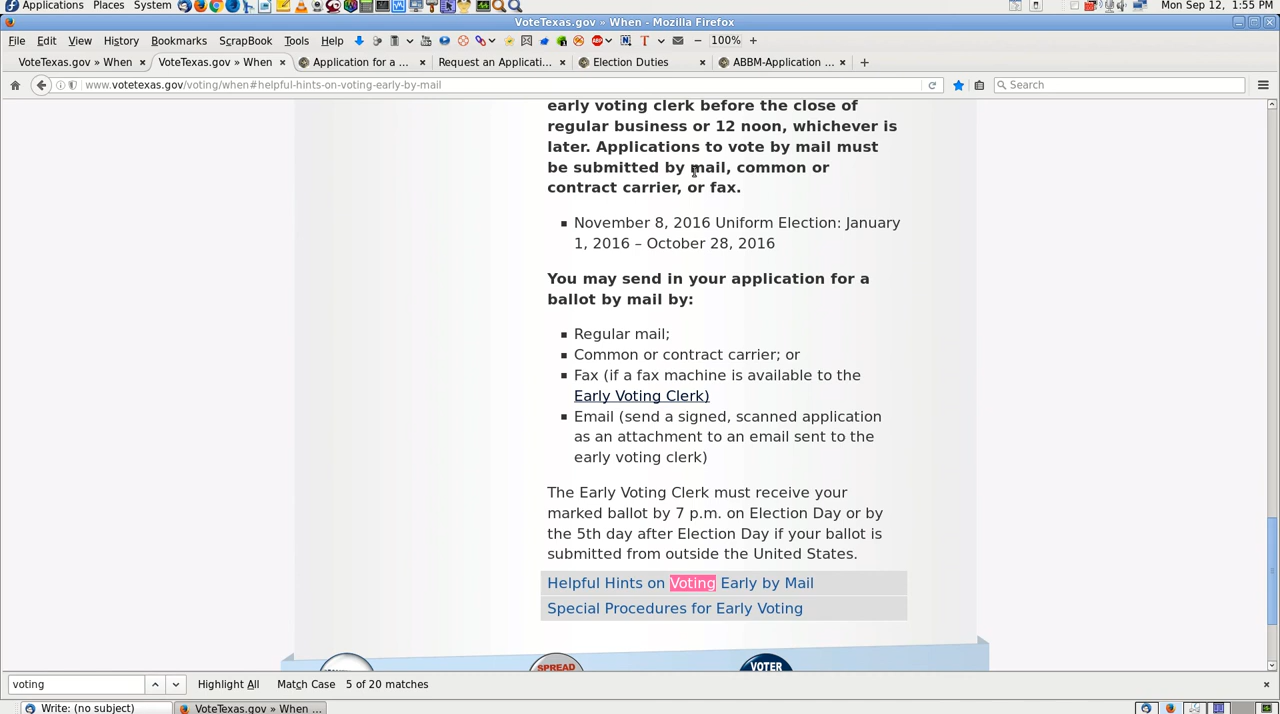 Applications Places System Mon Sep 12, 1:55 PM
VoteTexas.gov » When - Mozilla Firefox
File Edit View History Bookmarks ScrapBook Tools Help 100%
VoteTexas.gov » When VoteTexas.gov » When Application for a ... Request an Applicati... Election Duties ABBM-Application ...
www.votetexas.gov/voting/when#helpful-hints-on-voting-early-by-mail Search
early voting clerk before the close of
regular business or 12 noon, whichever is
later. Applications to vote by mail must
be submitted by mail, common or
contract carrier, or fax.
November 8, 2016 Uniform Election: January
1, 2016 – October 28, 2016
You may send in your application for a
ballot by mail by:
Regular mail;
Common or contract carrier; or
Fax (if a fax machine is available to the
Early Voting Clerk)
Email (send a signed, scanned application
as an attachment to an email sent to the
early voting clerk)
The Early Voting Clerk must receive your
marked ballot by 7 p.m. on Election Day or by
the 5th day after Election Day if your ballot is
submitted from outside the United States.
Helpful Hints on Voting Early by Mail
Special Procedures for Early Voting
SPREAD VOTER
voting Highlight All Match Case 5 of 20 matches
Write: (no subject) VoteTexas.gov » When ...